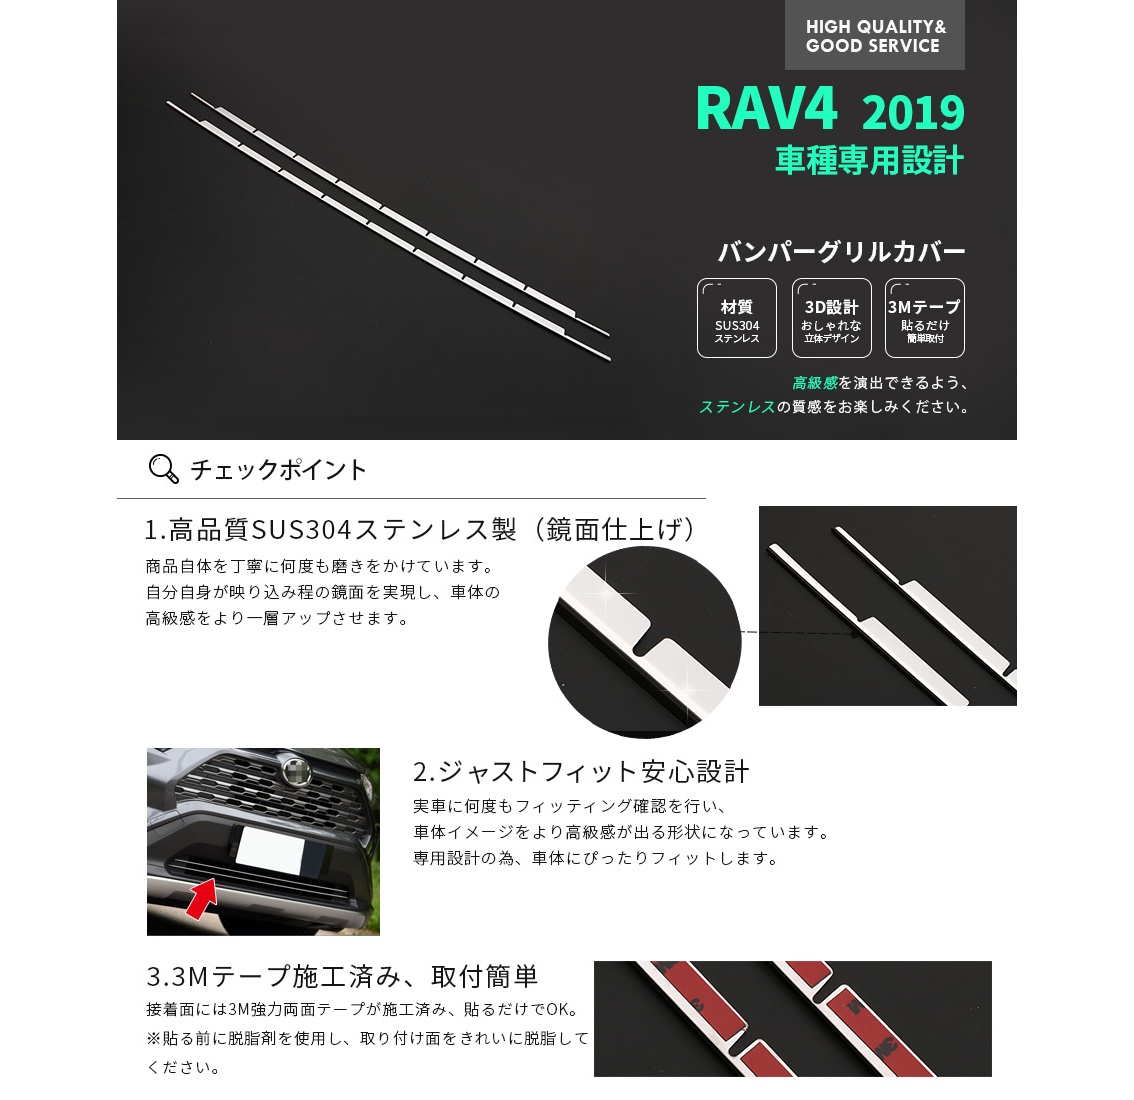 HIGH QUALITY&
GOOD SERVICE
RAV4 2019
車種専用設計
バンパーグリルカバー
材質
SUS304
ステンレス
3D設計
おしゃれな
立体デザイン
3Mテープ
貼るだけ
簡単取付
高級感を演出できるよう、
ステンレスの質感をお楽しみください。
チェックポイント
1.高品質SUS304ステンレス製（鏡面仕上げ）
商品自体を丁寧に何度も磨きをかけています。
自分自身が映り込み程の鏡面を実現し、車体の
高級感をより一層アップさせます。
2.ジャストフィット安心設計
実車に何度もフィッティング確認を行い、
車体イメージをより高級感が出る形状になっています。
専用設計の為、車体にぴったりフィットします。
3.3Mテープ施工済み、取付簡単
接着面には3M強力両面テープが施工済み、貼るだけでOK。
※貼る前に脱脂剤を使用し、取り付け面をきれいに脱脂して
ください。